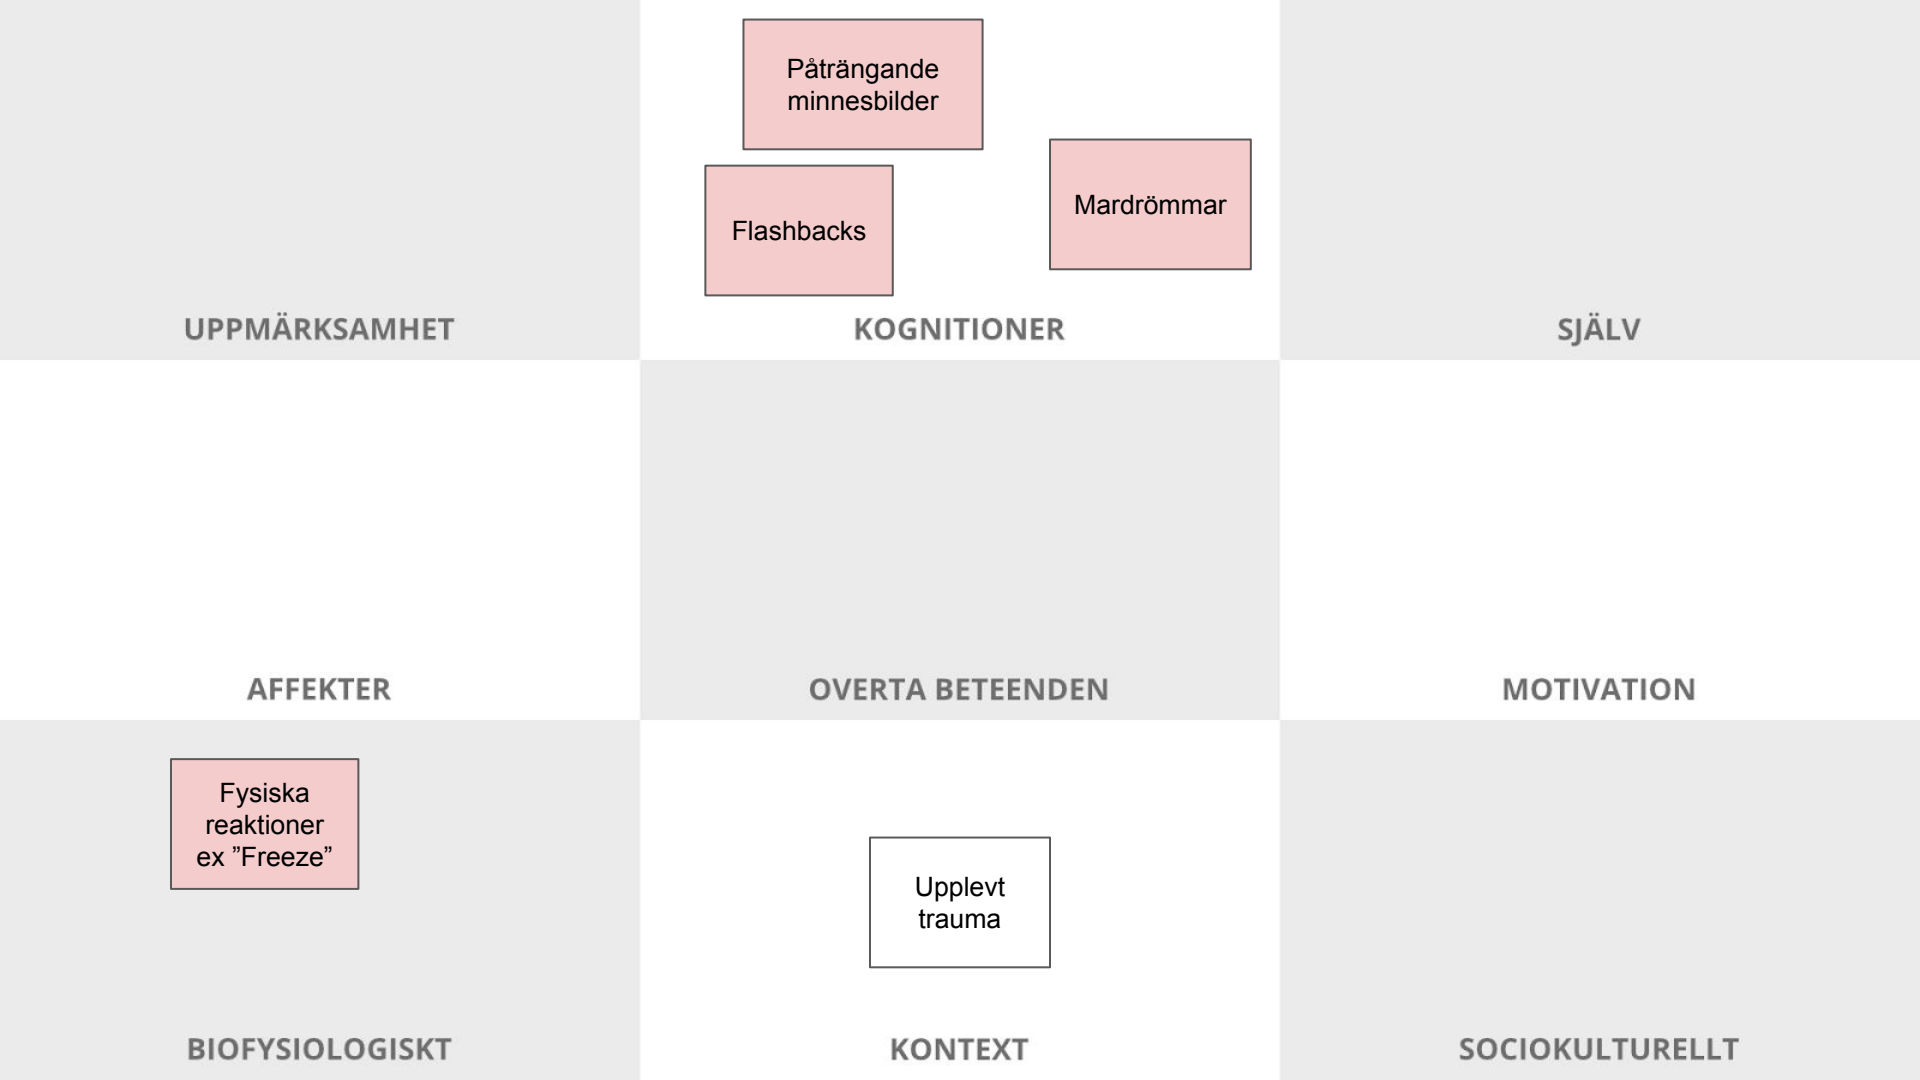 Påträngande
minnesbilder
Flashbacks
Mardrömmar
UPPMÄRKSAMHET
KOGNITIONER
SJÄLV
AFFEKTER
OVERTA BETEENDEN
MOTIVATION
Fysiska
reaktioner
ex ”Freeze”
Upplevt
trauma
BIOFYSIOLOGISKT
KONTEXT
SOCIOKULTURELLT